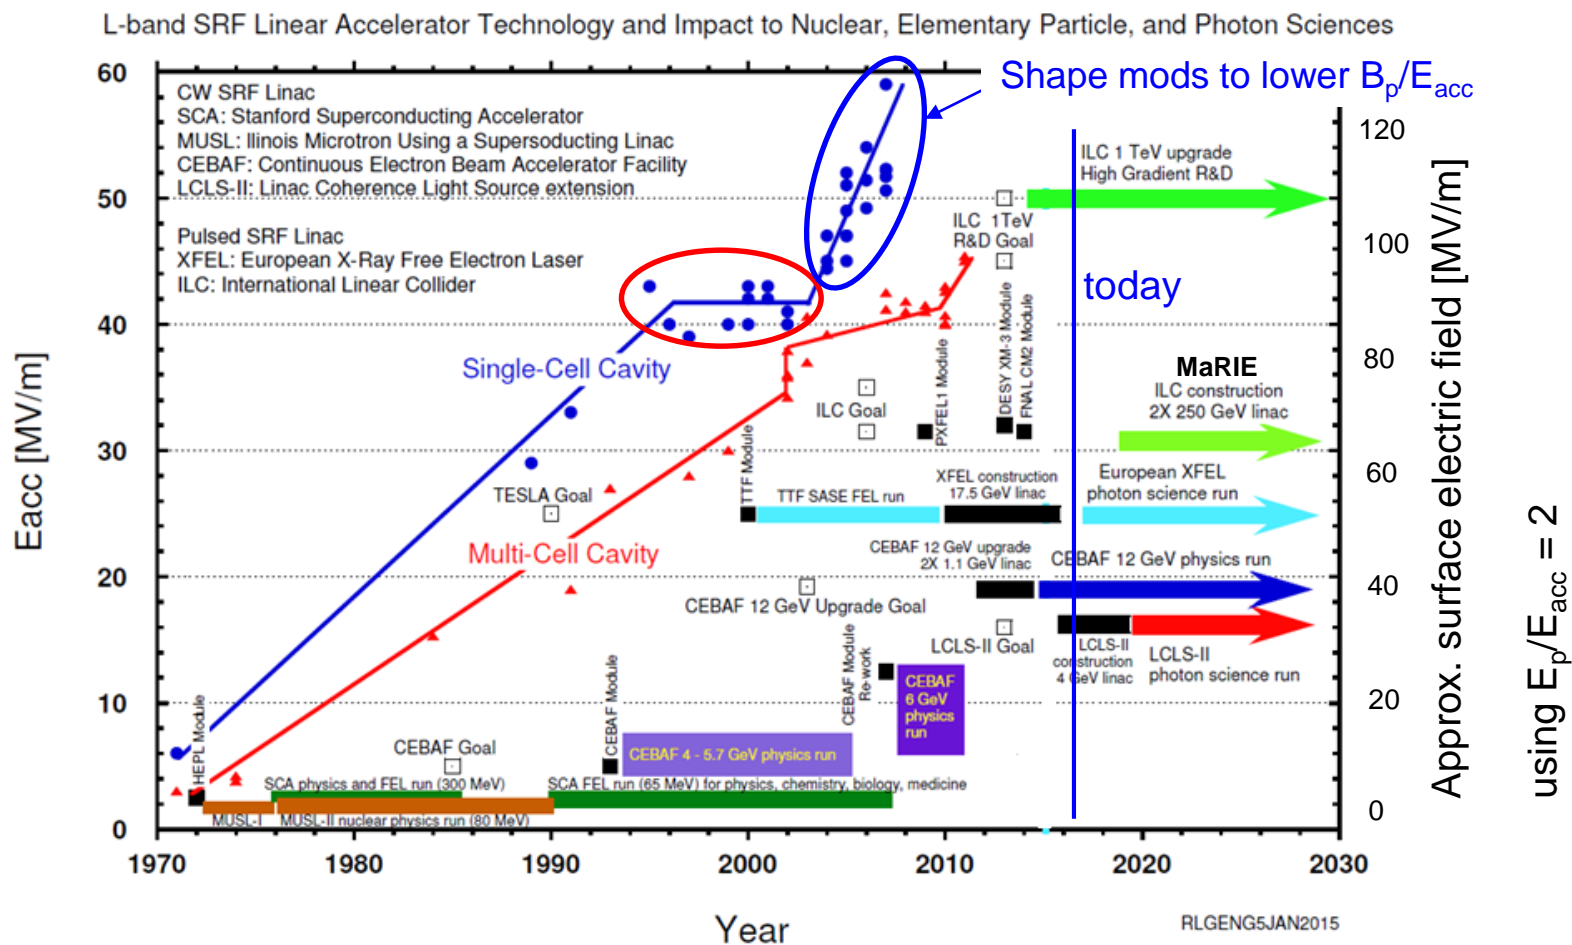 L-band SRF Linear Accelerator Technology and Impact to Nuclear, Elementary Particle, and Photon Sciences
Shape mods to lower Bp/Eacc
CW SRF Linac
SCA: Stanford Superconducting Accelerator
MUSL: Ilinois Microtron Using a Supersoducting Linac
CEBAF: Continuous Electron Beam Accelerator Facility
LCLS-II: Linac Coherence Light Source extension
Pulsed SRF Linac
XFEL: European X-Ray Free Electron Laser
ILC: International Linear Collider
ILC 1 TeV upgrade
High Gradient R&D
ILC 1TeV
R&D Goal
today
Single-Cell Cavity
Multi-Cell Cavity
MaRIE
ILC construction
2X 250 GeV linac
ILC Goal
PXFEL1 Module
DESY XM-3 Module
FNAL CM2 Module
TTF Module
TESLA Goal
TTF SASE FEL run
XFEL construction
17.5 GeV linac
European XFEL
photon science run
CEBAF 12 GeV upgrade
2X 1.1 GeV linac
CEBAF 12 GeV physics run
CEBAF 12 GeV Upgrade Goal
LCLS-II Goal
LCLS-II
construction
4 GeV linac
LCLS-II
photon science run
CEBAF Module
Re-work
CEBAF
6 GeV
physics
run
CEBAF Module
CEBAF 4 - 5.7 GeV physics run
CEBAF Goal
HEPL Module
SCA physics and FEL run (300 MeV)
SCA FEL run (65 MeV) for physics, chemistry, biology, medicine
MUSL-I
MUSL-II nuclear physics run (80 MeV)
60
50
40
30
20
10
0
Eacc [MV/m]
120
100
80
60
40
20
0
Approx. surface electric field [MV/m]
using Ep/Eacc = 2
1970
1980
1990
2000
2010
2020
2030
Year
RLGENG5JAN2015